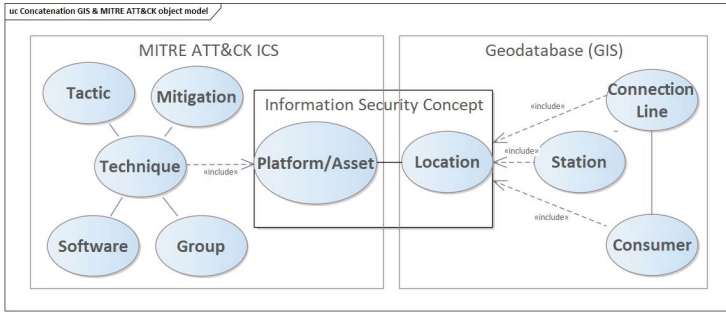 uc Concatenation GIS & MITRE ATT&CK object model
MITRE ATT&CK ICS
Geodatabase (GIS)
Tactic
Mitigation
Information Security Concept
Connection
Line
«include»
Technique
«include»
Platform/Asset
Location
«include»
Station
«include»
Software
Group
Consumer